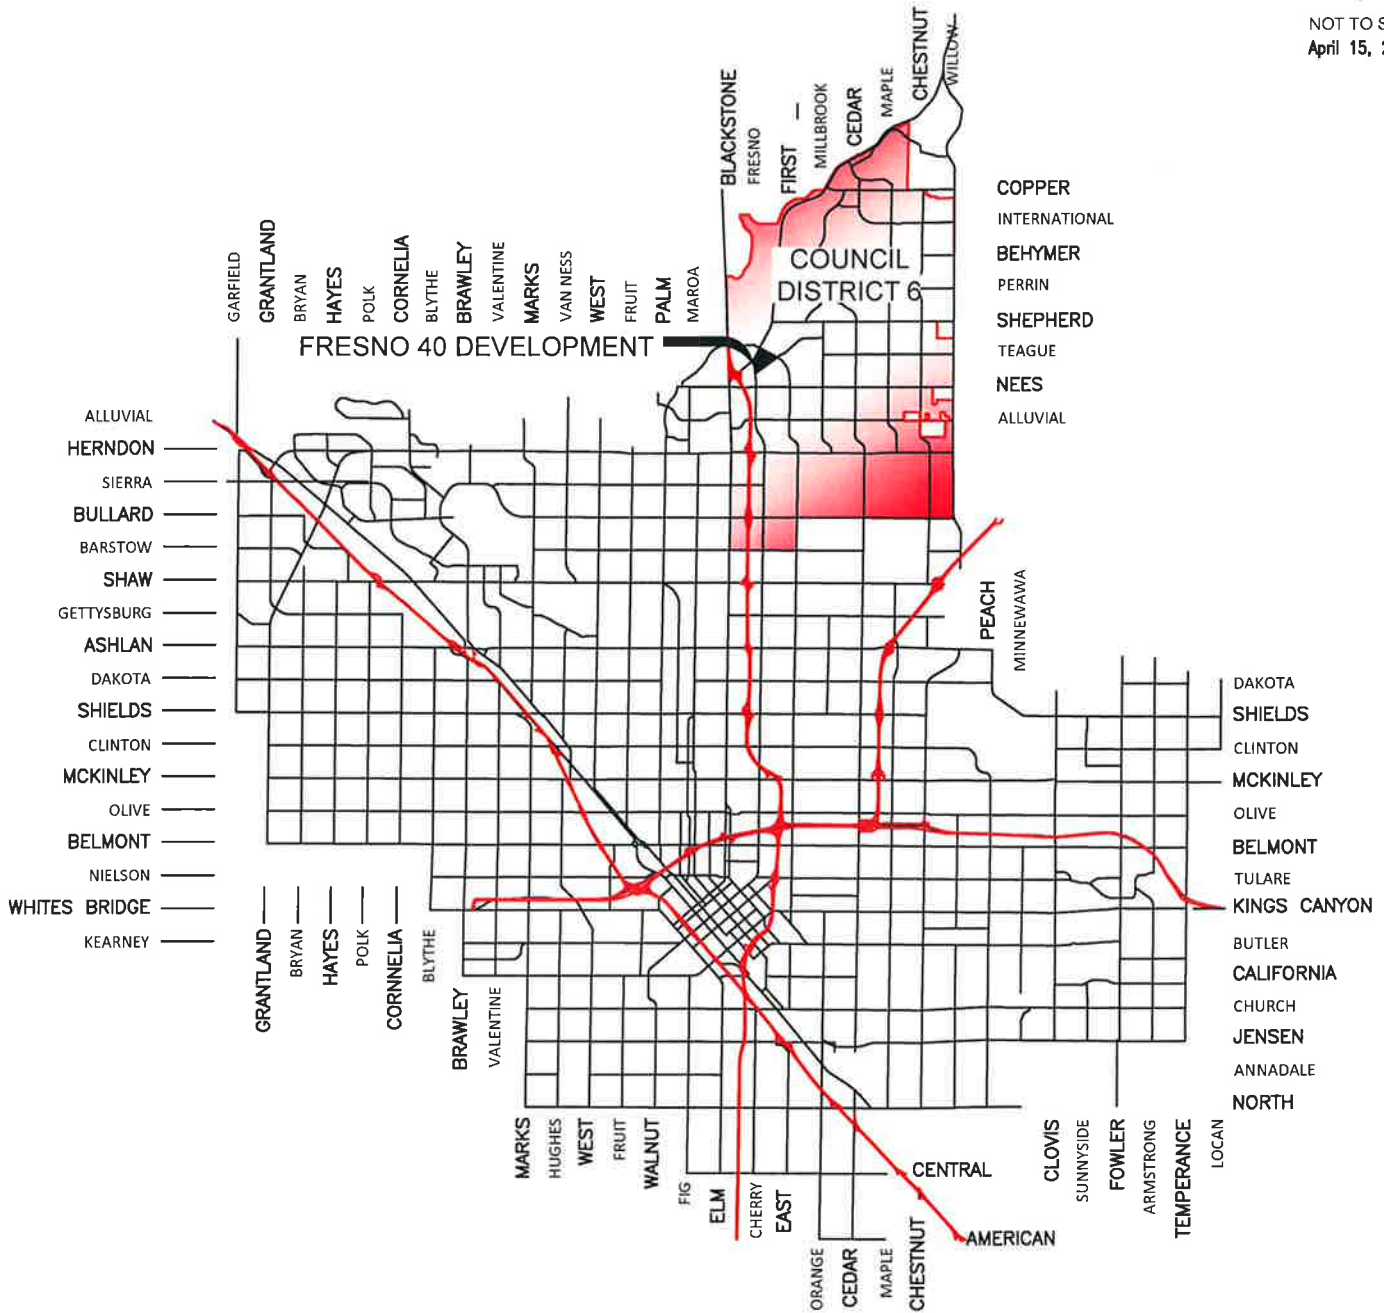 NOT TO S
April 15, 2
BLACKSTONE
FRESNO
FIRST
MILLBROOK
CEDAR
MAPLE
CHESTNUT
WILLOW
COPPER
INTERNATIONAL
BEHYMER
PERRIN
SHEPHERD
TEAGUE
NEES
ALLUVIAL
COUNCIL
DISTRICT 6
GARFIELD
GRANTLAND
BRYAN
HAYES
POLK
CORNELIA
BLYTHE
BRAWLEY
VALENTINE
MARKS
VAN NESS
WEST
FRUIT
PALM
MAROA
FRESNO 40 DEVELOPMENT
ALLUVIAL
HERNDON
SIERRA
BULLARD
BARSTOW
SHAW
GETTYSBURG
ASHLAN
DAKOTA
SHIELDS
CLINTON
MCKINLEY
OLIVE
BELMONT
NIELSON
WHITES BRIDGE
KEARNEY
PEACH
MINNEWAWA
DAKOTA
SHIELDS
CLINTON
MCKINLEY
OLIVE
BELMONT
TULARE
KINGS CANYON
BUTLER
CALIFORNIA
CHURCH
JENSEN
ANNADALE
NORTH
GRANTLAND
BRYAN
HAYES
POLK
CORNELIA
BLYTHE
BRAWLEY
VALENTINE
MARKS
HUGHES
WEST
FRUIT
WALNUT
FIG
ELM
CHERRY
EAST
ORANGE
CEDAR
MAPLE
CHESTNUT
CENTRAL
AMERICAN
CLOVIS
SUNNYSIDE
FOWLER
ARMSTRONG
TEMPERANCE
LOCAN